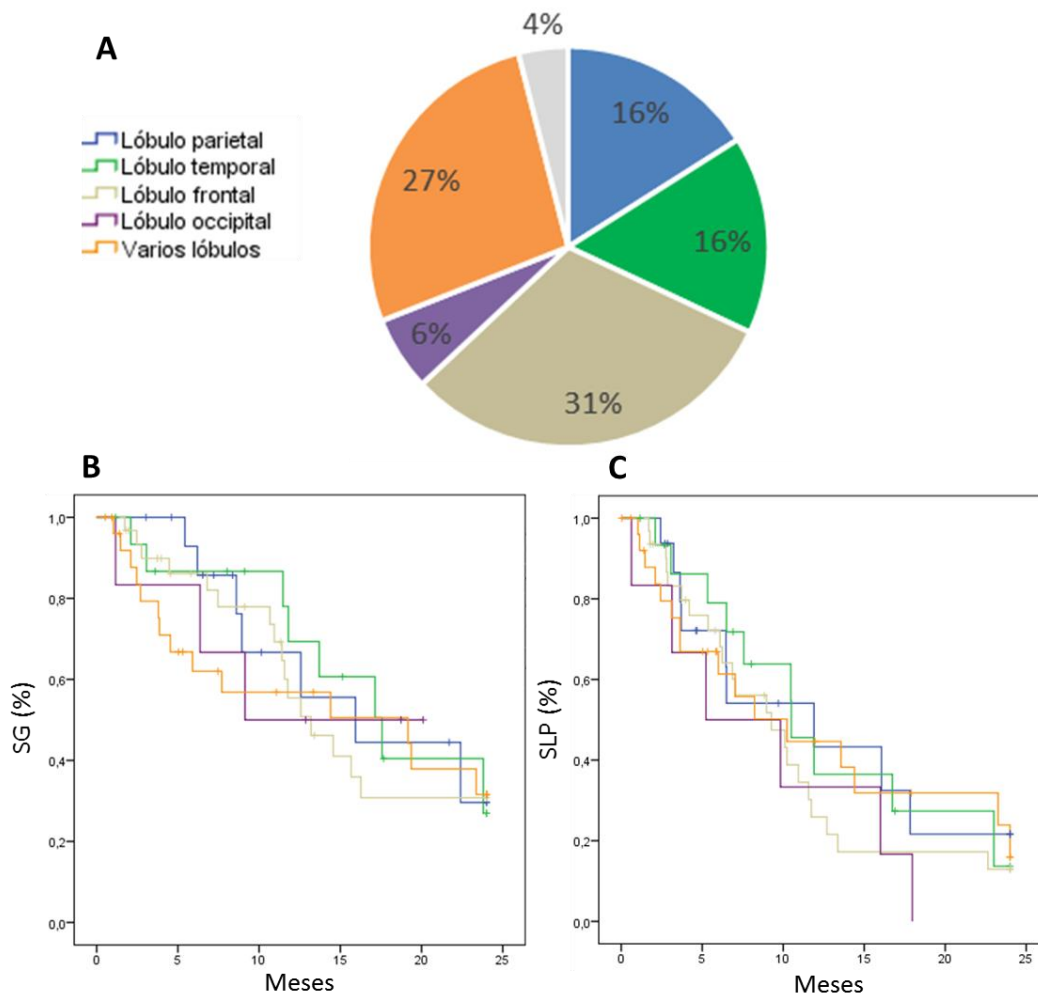 A
4%
16%
27%
16%
6%
31%
Lóbulo parietal
Lóbulo temporal
Lóbulo frontal
Lóbulo occipital
Varios lóbulos
B
SG (%)
1,0
0,8
0,6
0,4
0,2
0,0
0 5 10 15 20 25
Meses
C
SLP (%)
1,0
0,8
0,6
0,4
0,2
0,0
0 5 10 15 20 25
Meses